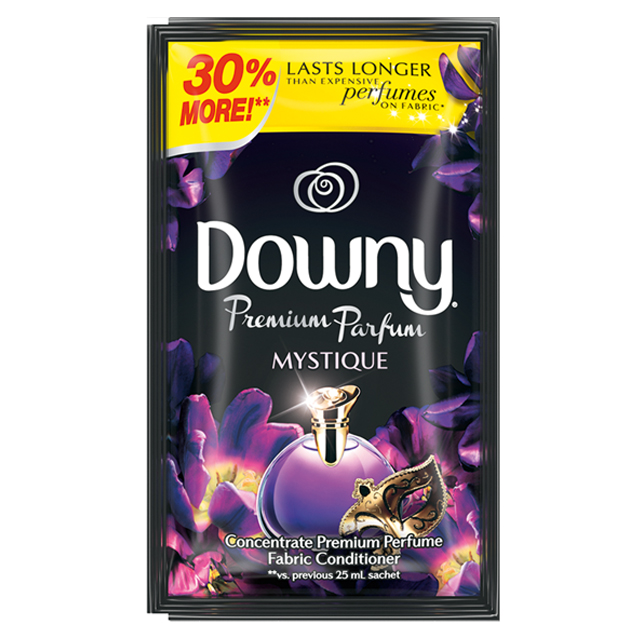 30%
MORE!**
LASTS LONGER
THAN EXPENSIVE
perfumes
ON FABRIC*
Downy®
Premium Parfum
MYSTIQUE
Concentrate Premium Perfume
Fabric Conditioner
**vs. previous 25 mL sachet